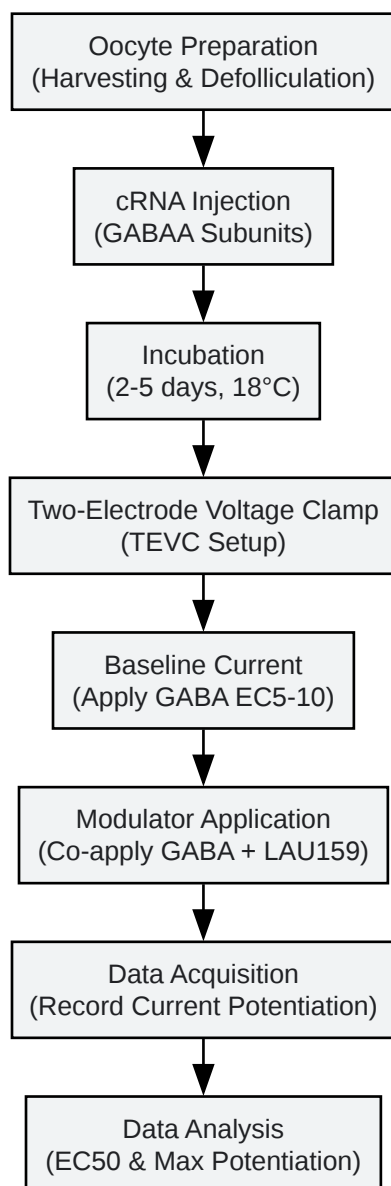 Oocyte Preparation
(Harvesting & Defolliculation)
cRNA Injection
(GABAA Subunits)
Incubation
(2-5 days, 18°C)
Two-Electrode Voltage Clamp
(TEVC Setup)
Baseline Current
(Apply GABA EC5-10)
Modulator Application
(Co-apply GABA + LAU159)
Data Acquisition
(Record Current Potentiation)
Data Analysis
(EC50 & Max Potentiation)